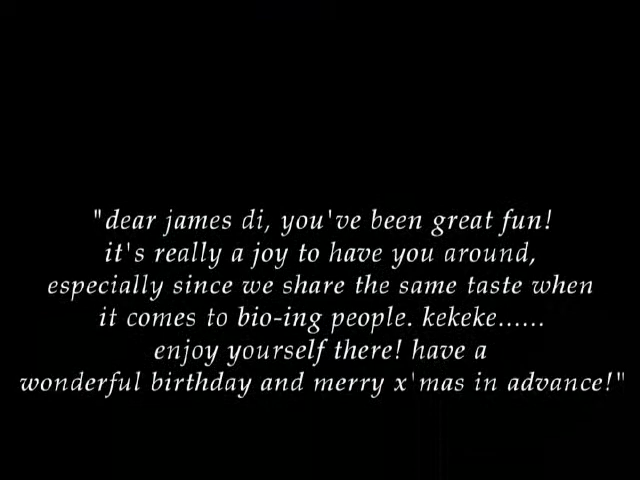 "dear james di, you've been great fun!
it's really a joy to have you around,
especially since we share the same taste when
it comes to bio-ing people. kekeke......
enjoy yourself there! have a
wonderful birthday and merry x'mas in advance!"